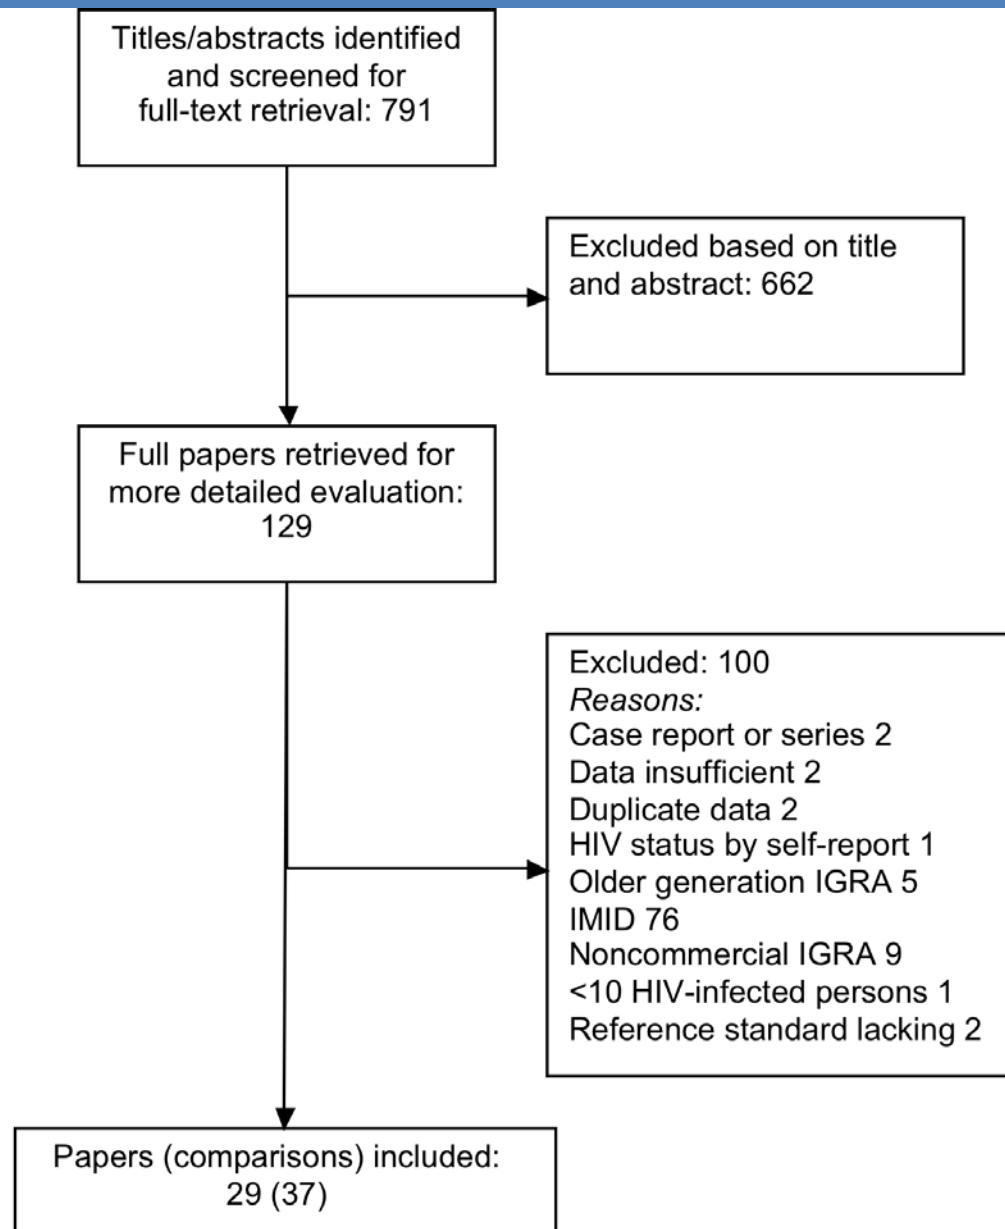 Titles/abstracts identified
and screened for
full-text retrieval: 791
Excluded based on title
and abstract: 662
Full papers retrieved for
more detailed evaluation:
129
Excluded: 100
Reasons:
Case report or series 2
Data insufficient 2
Duplicate data 2
HIV status by self-report 1
Older generation IGRA 5
IMID 76
Noncommercial IGRA 9
<10 HIV-infected persons 1
Reference standard lacking 2
Papers (comparisons) included:
29 (37)